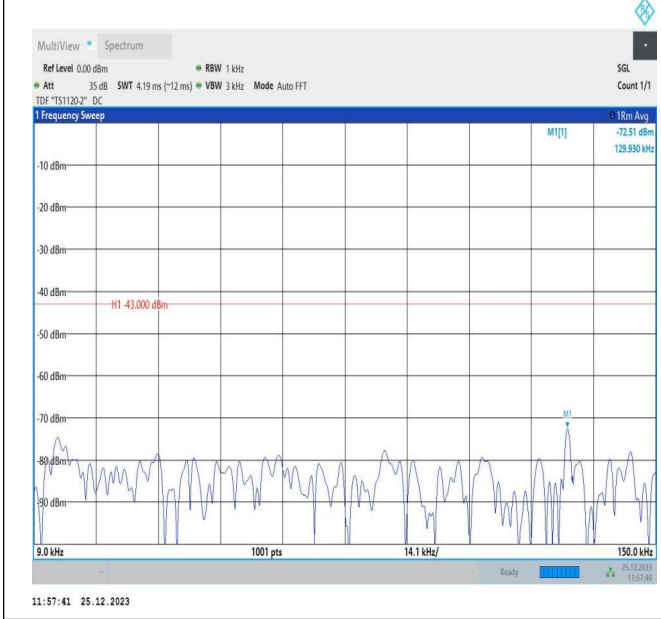 R&S
MultiView Spectrum
Ref Level 0.00 dBm RBW 1 kHz SGL
Att 35 dB SWT 4.19 ms (~12 ms) VBW 3 kHz Mode Auto FFT Count 1/1
TDF "TS1120-2" DC
1 Frequency Sweep 1Rm Avg
M1[1] -72.51 dBm
129.930 kHz
-10 dBm
-20 dBm
-30 dBm
-40 dBm
H1 -43.000 dBm
-50 dBm
-60 dBm
-70 dBm
M1
-80 dBm
-90 dBm
9.0 kHz 1001 pts 14.1 kHz/ 150.0 kHz
Ready 25.12.2023
11:57:40
11:57:41 25.12.2023